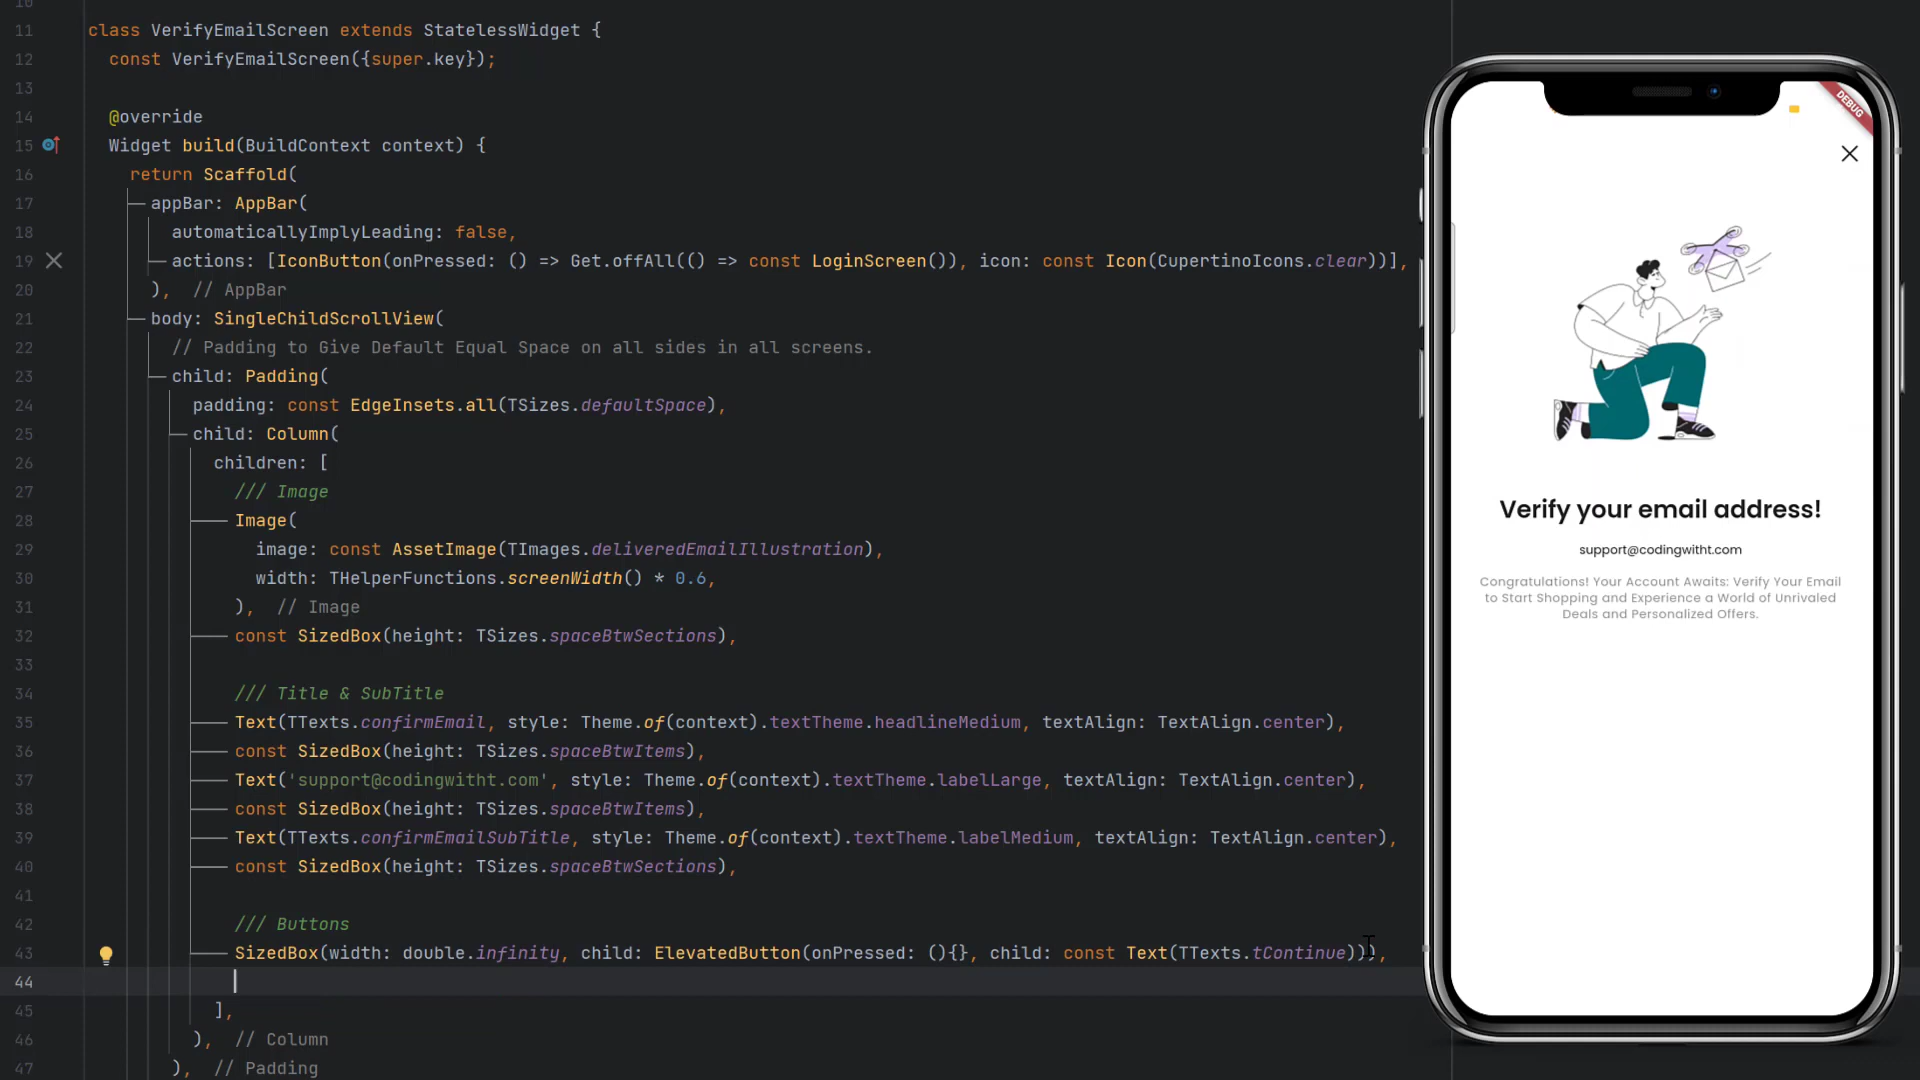 10
11 class VerifyEmailScreen extends StatelessWidget {
12 const VerifyEmailScreen({super.key});
13
14 @override
15 Widget build(BuildContext context) {
16 return Scaffold(
17 appBar: AppBar(
18 automaticallyImplyLeading: false,
19 actions: [IconButton(onPressed: () => Get.offAll(() => const LoginScreen()), icon: const Icon(CupertinoIcons.clear))],
20 ), // AppBar
21 body: SingleChildScrollView(
22 // Padding to Give Default Equal Space on all sides in all screens.
23 child: Padding(
24 padding: const EdgeInsets.all(TSizes.defaultSpace),
25 child: Column(
26 children: [
27 /// Image
28 Image(
29 image: const AssetImage(TImages.deliveredEmailIllustration),
30 width: THelperFunctions.screenWidth() * 0.6,
31 ), // Image
32 const SizedBox(height: TSizes.spaceBtwSections),
33
34 /// Title & SubTitle
35 Text(TTexts.confirmEmail, style: Theme.of(context).textTheme.headlineMedium, textAlign: TextAlign.center),
36 const SizedBox(height: TSizes.spaceBtwItems),
37 Text('support@codingwitht.com', style: Theme.of(context).textTheme.labelLarge, textAlign: TextAlign.center),
38 const SizedBox(height: TSizes.spaceBtwItems),
39 Text(TTexts.confirmEmailSubTitle, style: Theme.of(context).textTheme.labelMedium, textAlign: TextAlign.center),
40 const SizedBox(height: TSizes.spaceBtwSections),
41
42 /// Buttons
43 SizedBox(width: double.infinity, child: ElevatedButton(onPressed: (){}, child: const Text(TTexts.tContinue))),
44
45 ],
46 ), // Column
47 ), // Padding
DEBUG
Verify your email address!
support@codingwitht.com
Congratulations! Your Account Awaits: Verify Your Email
to Start Shopping and Experience a World of Unrivaled
Deals and Personalized Offers.